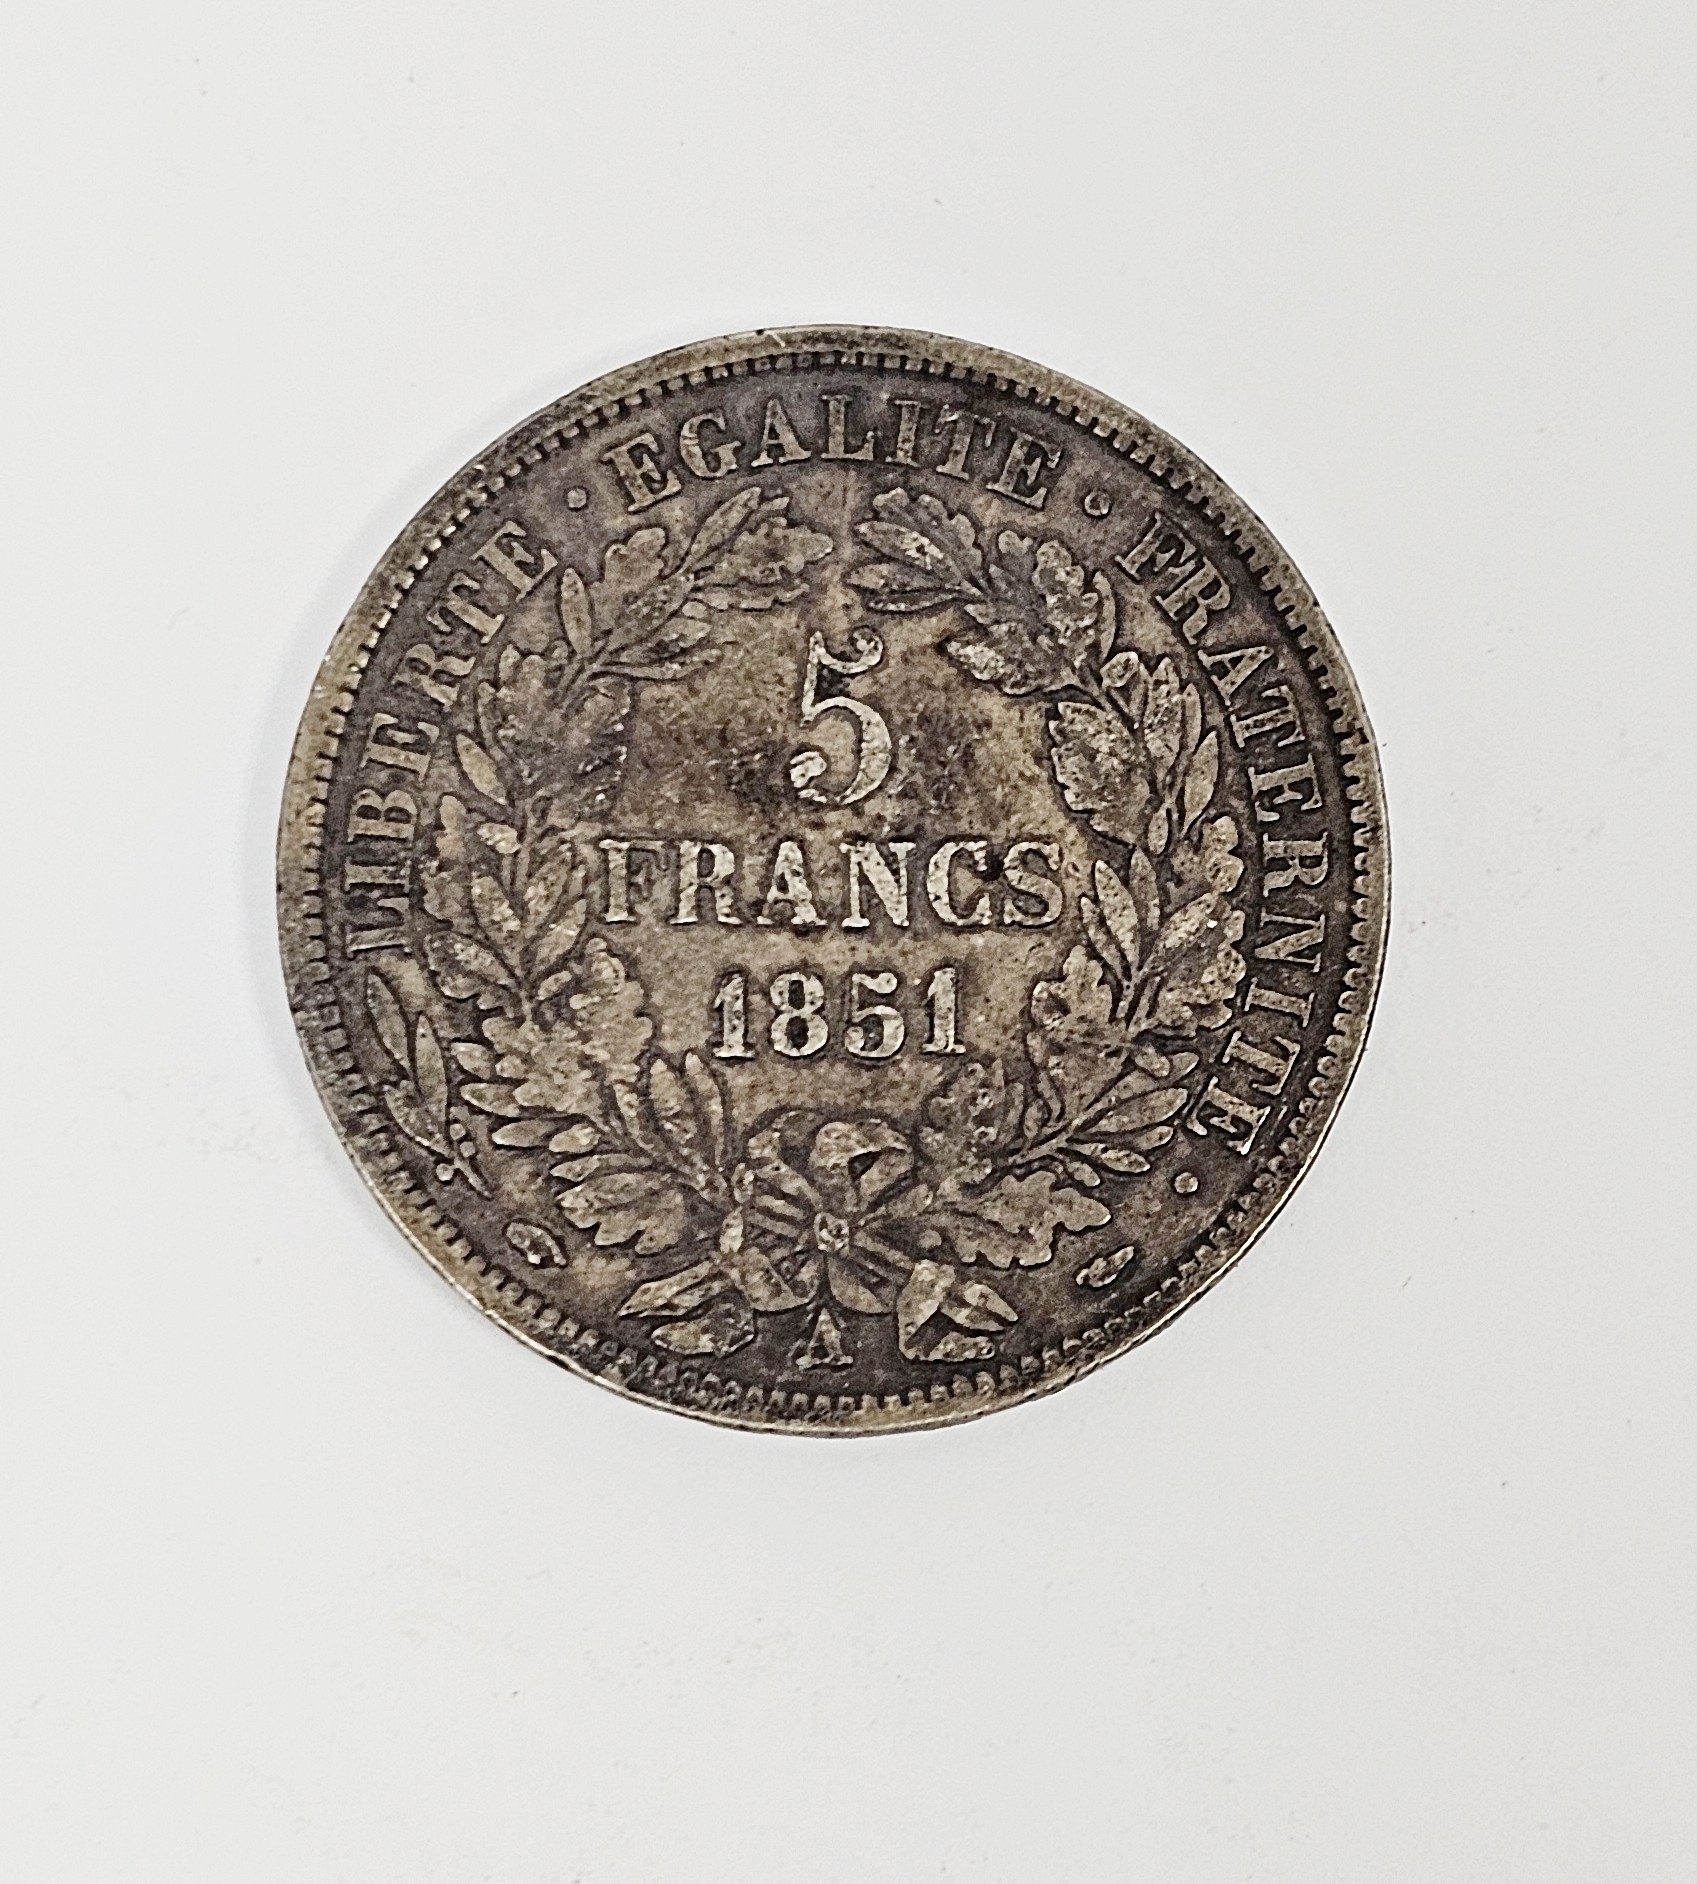 LIBERTE · EGALITE · FRATERNITE ·
5
FRANCS
1851
A